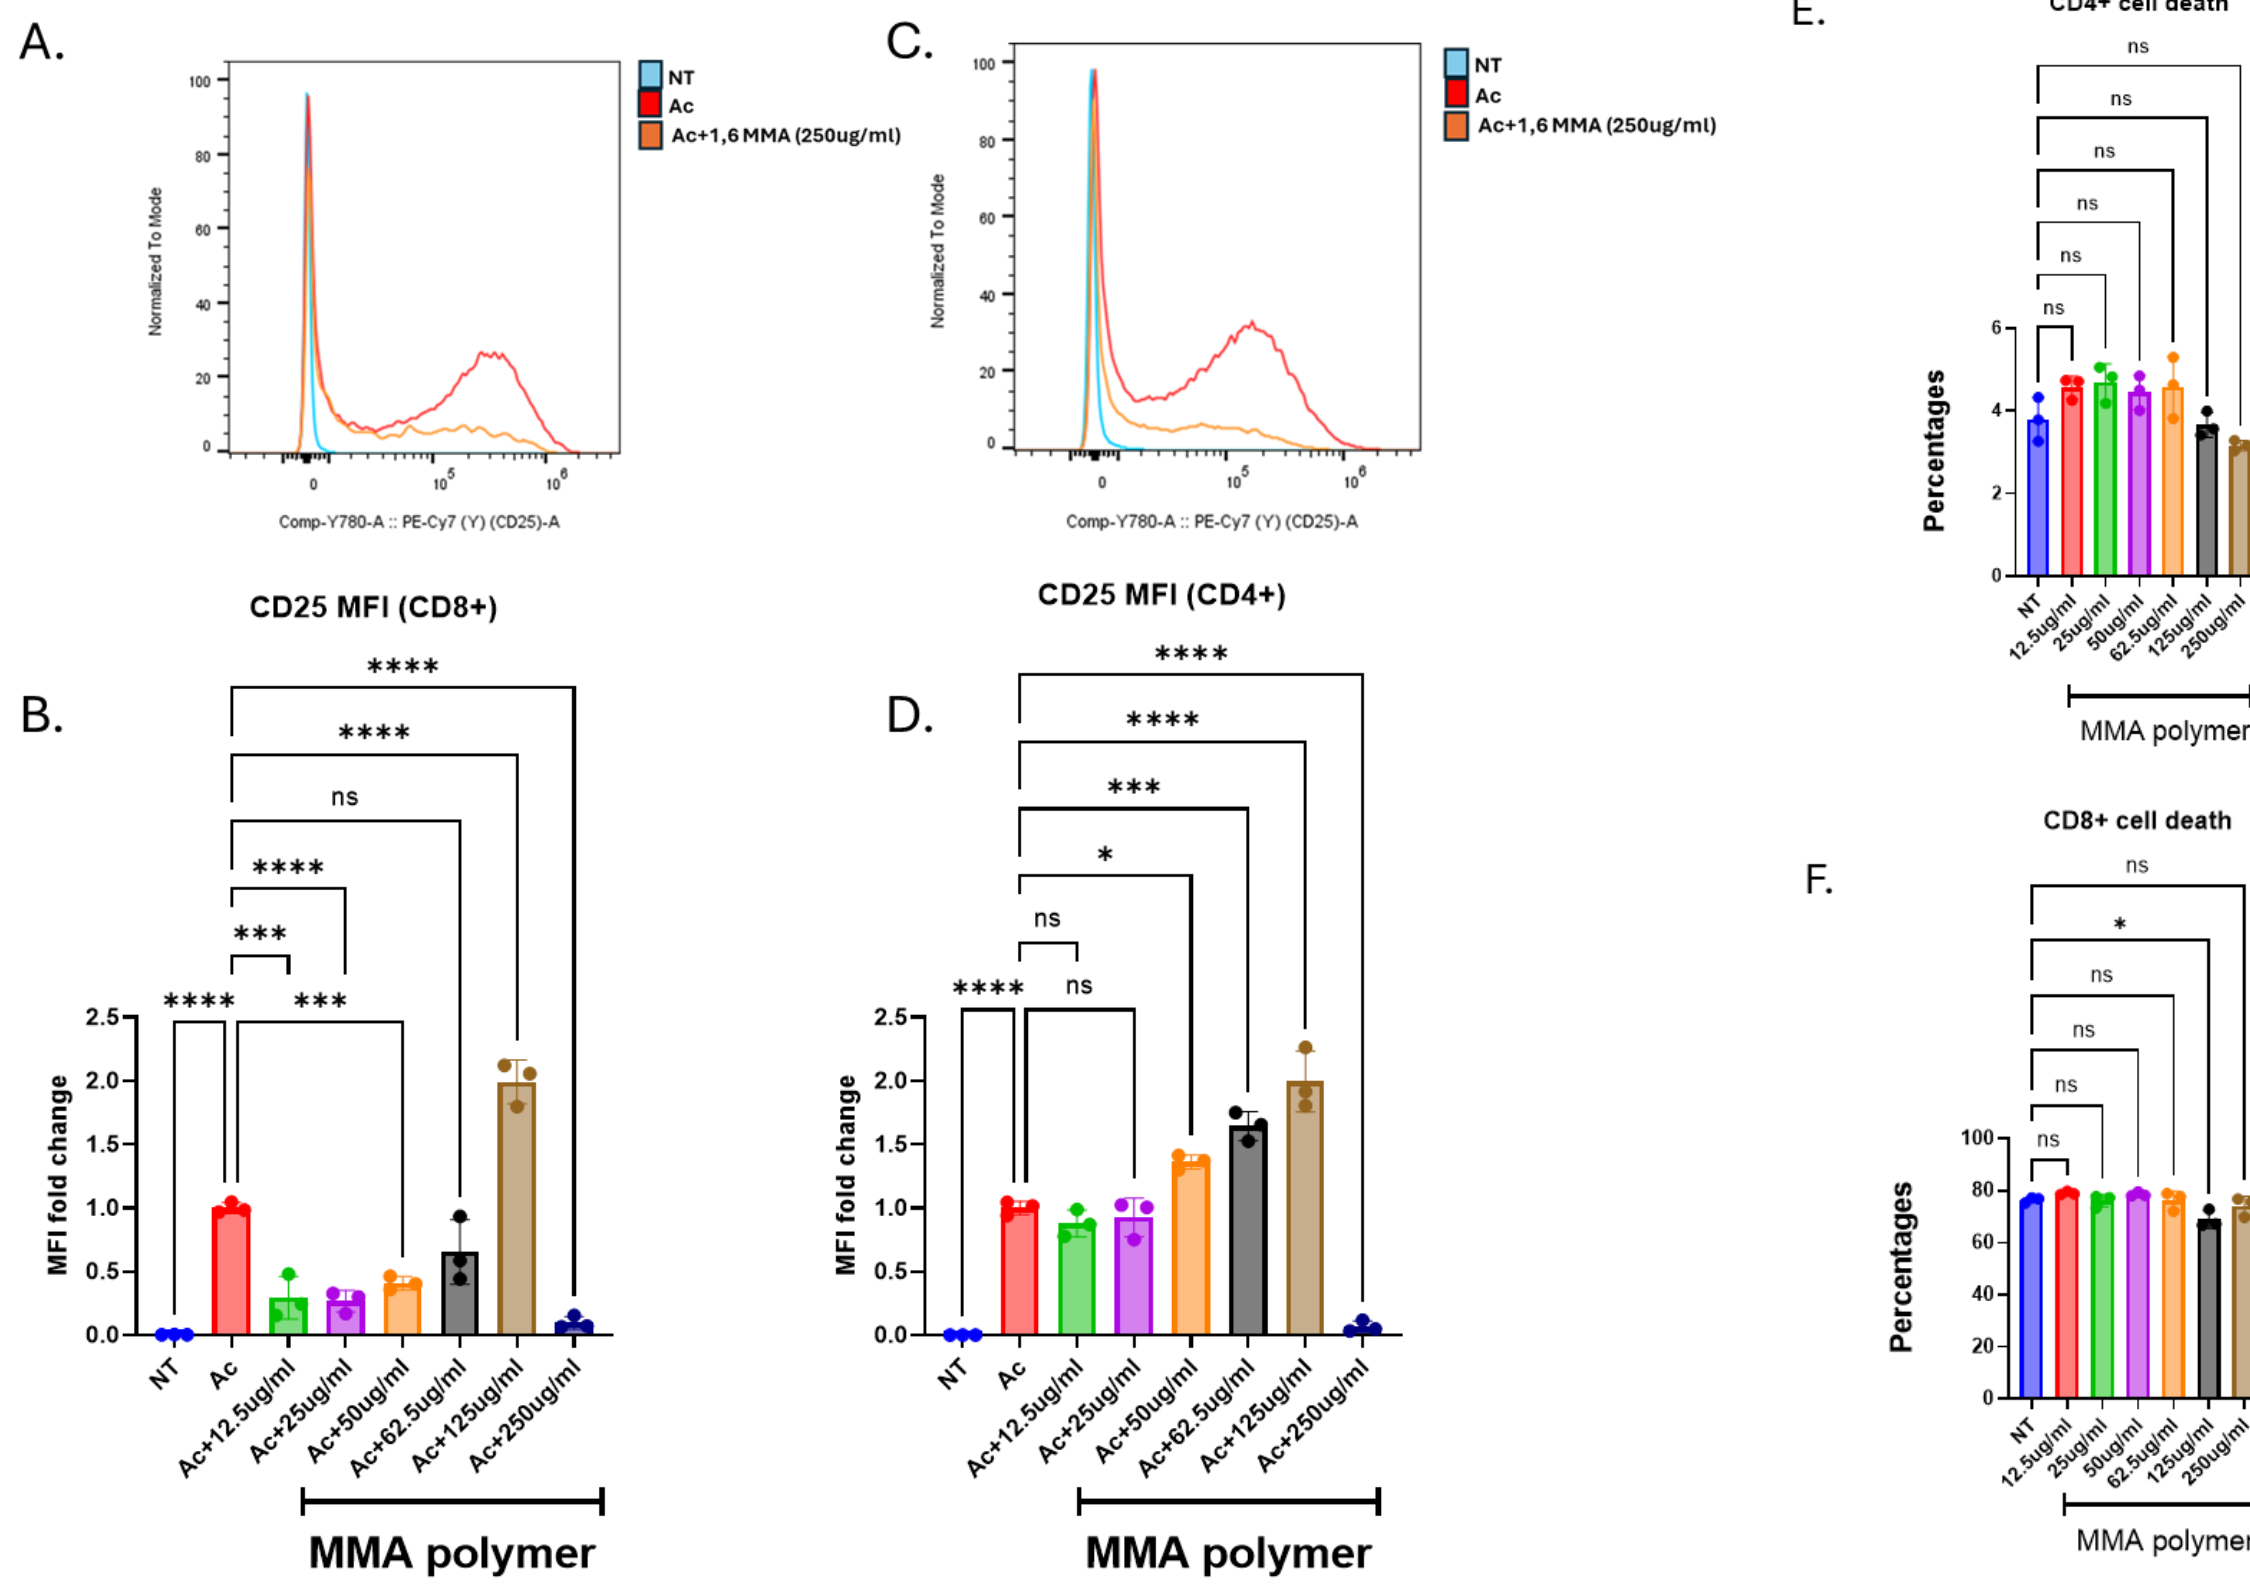 A.
NT
Ac
Ac+1,6 MMA (250ug/ml)
100
80
60
40
20
0
Normalized To Mode
0
10^5
10^6
Comp-Y780-A :: PE-Cy7 (Y) (CD25)-A
C.
NT
Ac
Ac+1,6 MMA (250ug/ml)
100
80
60
40
20
0
Normalized To Mode
0
10^5
10^6
Comp-Y780-A :: PE-Cy7 (Y) (CD25)-A
E.
CD4+ cell death
ns
ns
ns
ns
ns
ns
6
4
2
0
Percentages
NT
12.5ug/ml
25ug/ml
50ug/ml
62.5ug/ml
125ug/ml
250ug/ml
MMA polymer
B.
CD25 MFI (CD8+)
****
****
ns
****
***
**** ***
2.5
2.0
1.5
1.0
0.5
0.0
MFI fold change
NT
Ac
Ac+12.5ug/ml
Ac+25ug/ml
Ac+50ug/ml
Ac+62.5ug/ml
Ac+125ug/ml
Ac+250ug/ml
MMA polymer
D.
CD25 MFI (CD4+)
****
****
***
*
ns
**** ns
2.5
2.0
1.5
1.0
0.5
0.0
MFI fold change
NT
Ac
Ac+12.5ug/ml
Ac+25ug/ml
Ac+50ug/ml
Ac+62.5ug/ml
Ac+125ug/ml
Ac+250ug/ml
MMA polymer
F.
CD8+ cell death
ns
*
ns
ns
ns
ns
100
80
60
40
20
0
Percentages
NT
12.5ug/ml
25ug/ml
50ug/ml
62.5ug/ml
125ug/ml
250ug/ml
MMA polymer